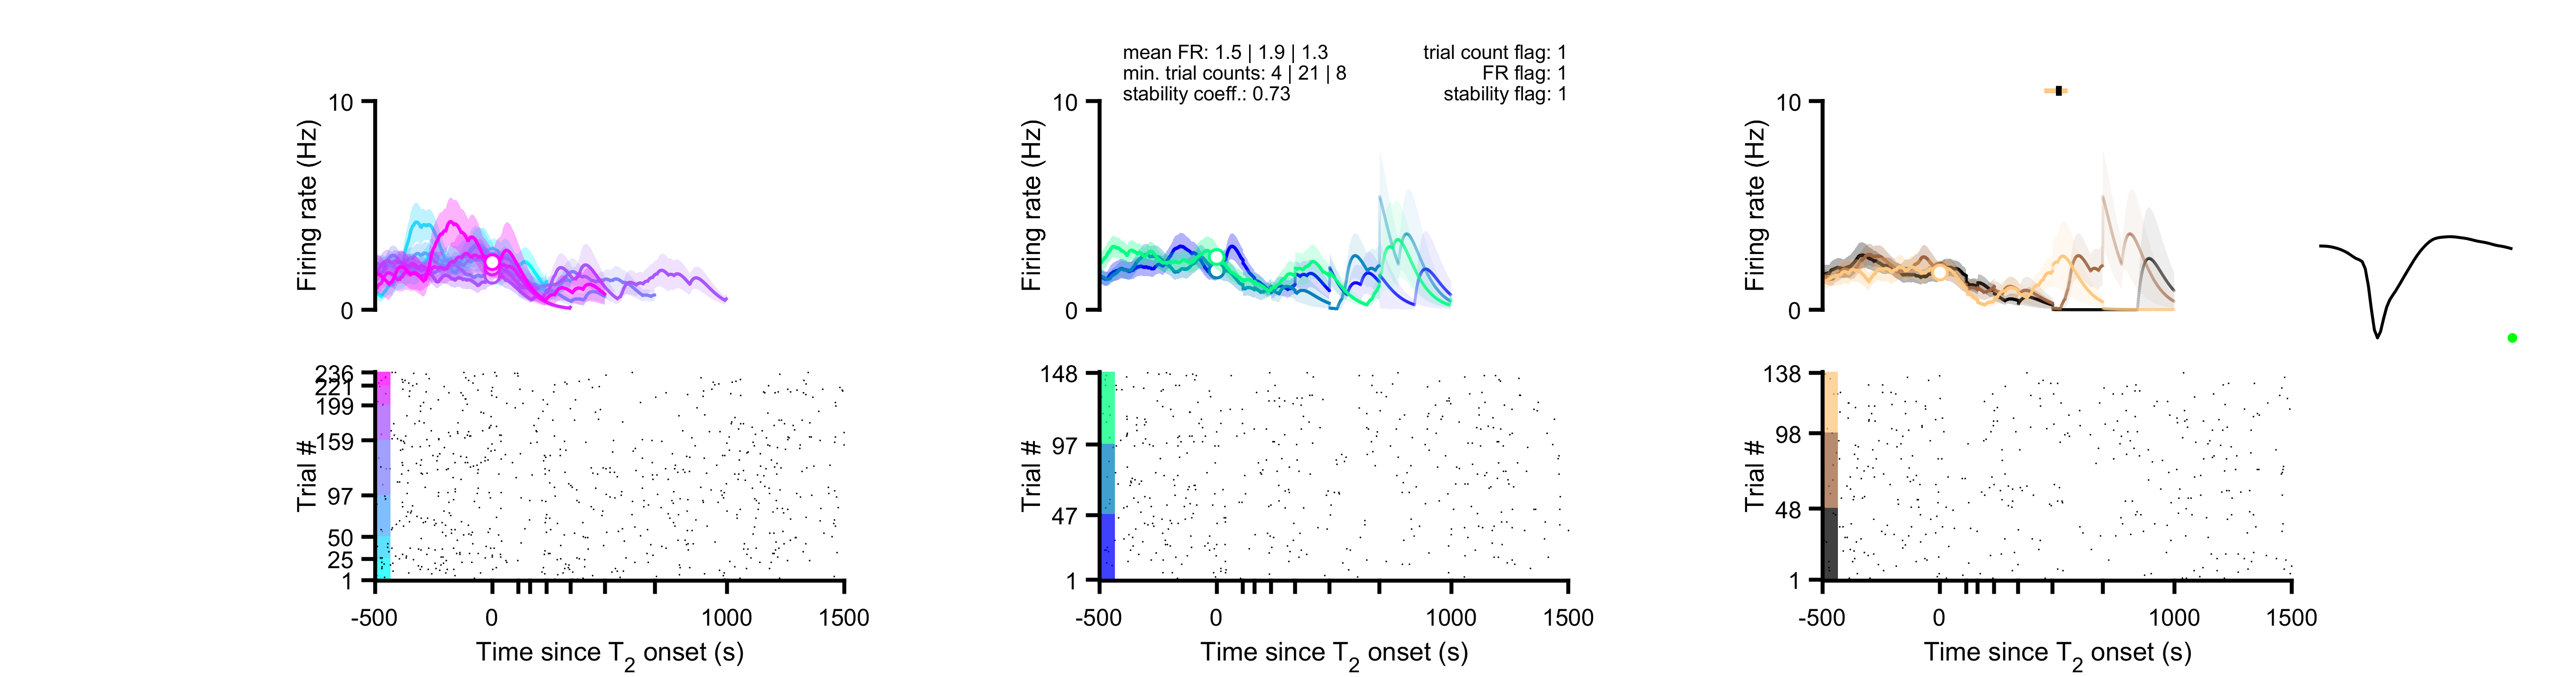 mean FR: 1.5 | 1.9 | 1.3
trial count flag: 1
min. trial counts: 4 | 21 | 8
FR flag: 1
stability coeff.: 0.73
stability flag: 1
10
Firing rate (Hz)
0
10
Firing rate (Hz)
0
10
Firing rate (Hz)
0
236
221
199
159
97
50
25
1
Trial #
-500
0
1000
1500
Time since T2 onset (s)
148
97
47
1
Trial #
-500
0
1000
1500
Time since T2 onset (s)
138
98
48
1
Trial #
-500
0
1000
1500
Time since T2 onset (s)